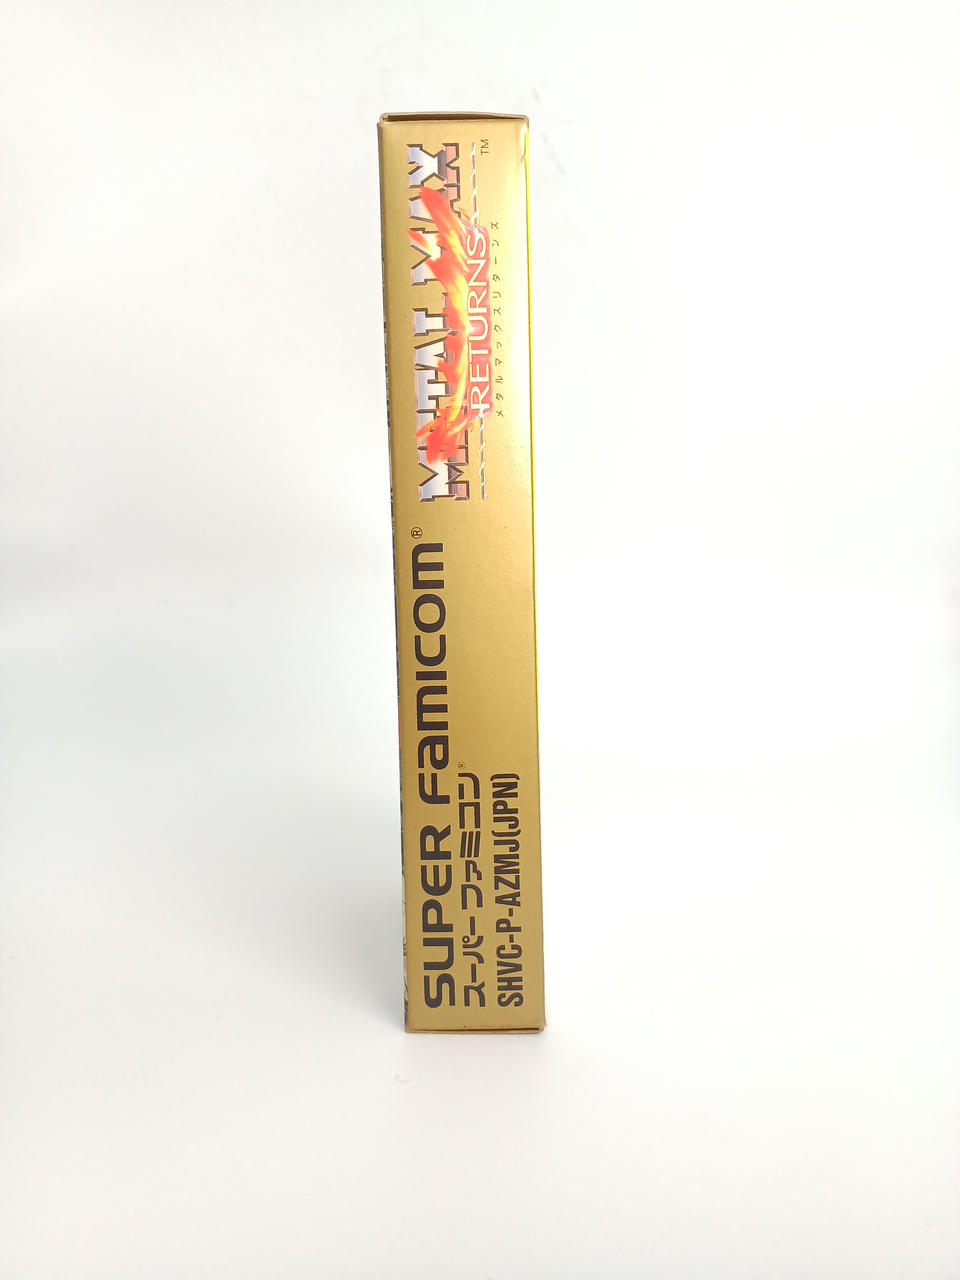 SUPER Famicom®
スーパーファミコン®
SHVC-P-AZMJ(JPN)
METAL MAX
RETURNS
TM
メタルマックスリターンズ